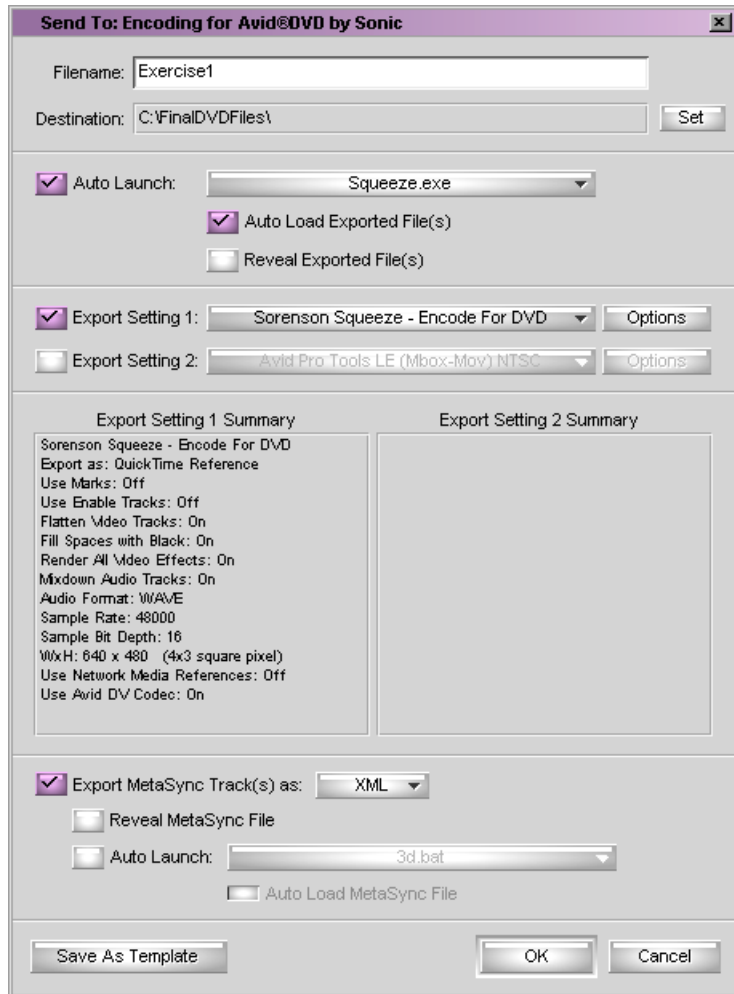 Send To: Encoding for Avid®DVD by Sonic
Filename: Exercise1
Destination: C:\FinalDVDFiles\ Set
Auto Launch: Squeeze.exe
Auto Load Exported File(s)
Reveal Exported File(s)
Export Setting 1: Sorenson Squeeze - Encode For DVD Options
Export Setting 2: Avid Pro Tools LE (Mbox-Mov) NTSC Options
Export Setting 1 Summary
Sorenson Squeeze - Encode For DVD
Export as: QuickTime Reference
Use Marks: Off
Use Enable Tracks: Off
Flatten Video Tracks: On
Fill Spaces with Black: On
Render All Video Effects: On
Mixdown Audio Tracks: On
Audio Format: WAVE
Sample Rate: 48000
Sample Bit Depth: 16
WxH: 640 x 480 (4x3 square pixel)
Use Network Media References: Off
Use Avid DV Codec: On
Export Setting 2 Summary
Export MetaSync Track(s) as: XML
Reveal MetaSync File
Auto Launch: 3d.bat
Auto Load MetaSync File
Save As Template OK Cancel